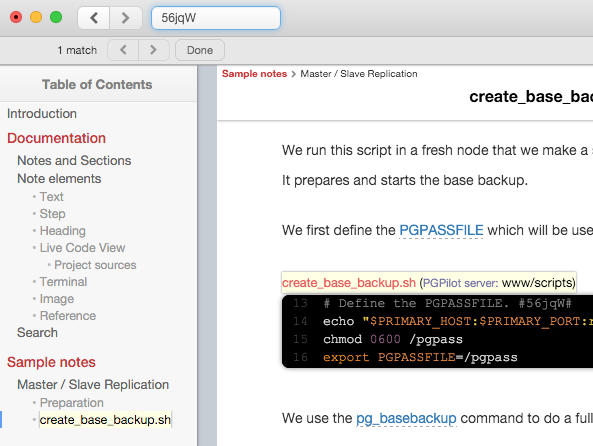 56jqW
1 match
Done
Table of Contents
Introduction
Documentation
Notes and Sections
Note elements
• Text
• Step
• Heading
• Live Code View
• Project sources
• Terminal
• Image
• Reference
Search
Sample notes
Master / Slave Replication
• Preparation
• create_base_backup.sh
Sample notes > Master / Slave Replication
create_base_bac
We run this script in a fresh node that we make a
It prepares and starts the base backup.
We first define the PGPASSFILE which will be use
create_base_backup.sh (PGPilot server: www/scripts)
13 # Define the PGPASSFILE. #56jqW#
14 echo "$PRIMARY_HOST:$PRIMARY_PORT:r
15 chmod 0600 /pgpass
16 export PGPASSFILE=/pgpass
We use the pg_basebackup command to do a full